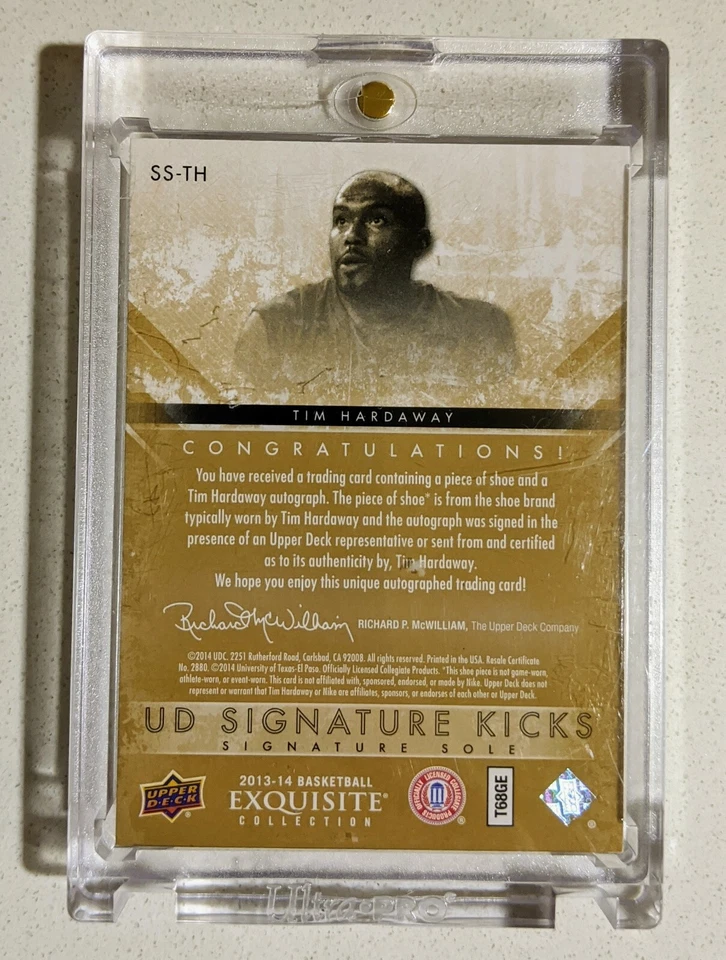 SS-TH
TIM HARDAWAY
CONGRATULATIONS!
You have received a trading card containing a piece of shoe and a
Tim Hardaway autograph. The piece of shoe* is from the shoe brand
typically worn by Tim Hardaway and the autograph was signed in the
presence of an Upper Deck representative or sent from and certified
as to its authenticity by, Tim Hardaway.
We hope you enjoy this unique autographed trading card!
Richard McWilliam RICHARD P. McWILLIAM, The Upper Deck Company
©2014 UDC. 2251 Rutherford Road, Carlsbad, CA 92008. All rights reserved. Printed in the USA. Resale Certificate
No. 2880, ©2014 University of Texas-El Paso. Officially Licensed Collegiate Products. *This shoe piece is not game-worn,
athlete-worn, or event-worn. This card is not affiliated with, sponsored, endorsed, or made by Nike. Upper Deck does not
represent or warrant that Tim Hardaway or Nike are affiliates, sponsors, or endorses of each other or Upper Deck.
UD SIGNATURE KICKS
SIGNATURE SOLE
UPPER DECK ®
2013-14 BASKETBALL
EXQUISITE®
COLLECTION
OFFICIALLY LICENSED COLLEGIATE PRODUCTS ®
T68GE
®
Ultra·PRO®